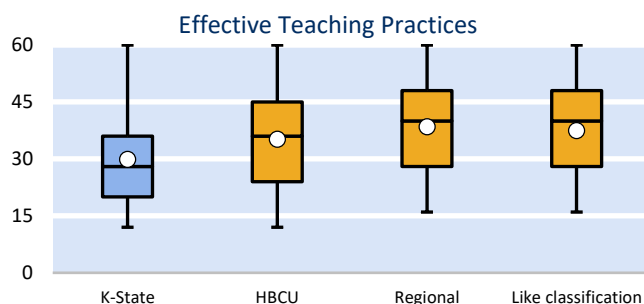 Effective Teaching Practices
60
45
30
15
0
K-State HBCU Regional Like classification